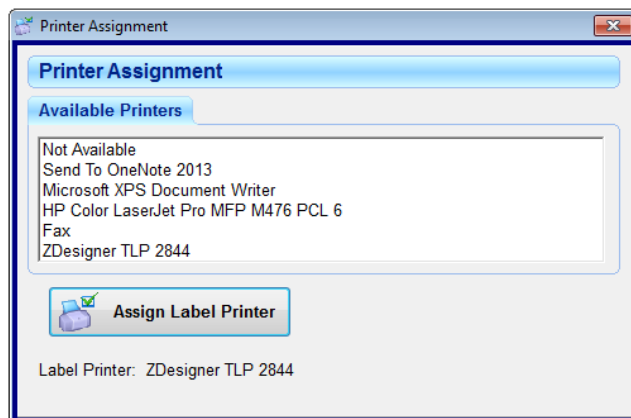 Printer Assignment
Printer Assignment
Available Printers
Not Available
Send To OneNote 2013
Microsoft XPS Document Writer
HP Color LaserJet Pro MFP M476 PCL 6
Fax
ZDesigner TLP 2844
Assign Label Printer
Label Printer: ZDesigner TLP 2844